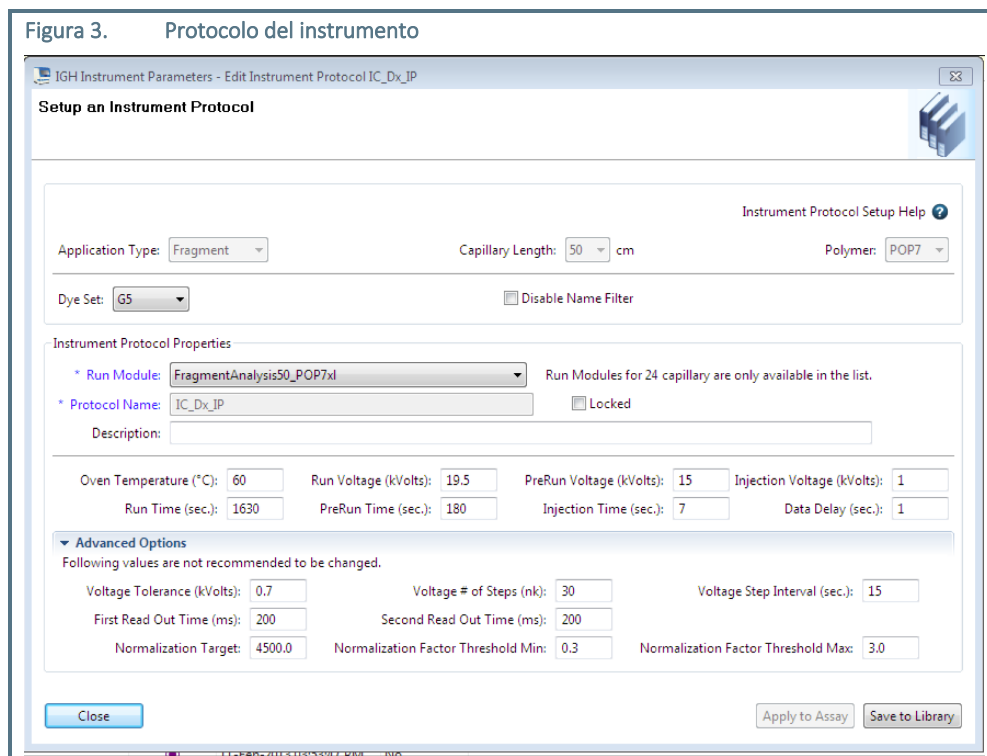 Figura 3. Protocolo del instrumento
IGH Instrument Parameters - Edit Instrument Protocol IC_Dx_IP
Setup an Instrument Protocol
Instrument Protocol Setup Help ?
Application Type: Fragment Capillary Length: 50 cm Polymer: POP7
Dye Set: G5 Disable Name Filter
Instrument Protocol Properties
* Run Module: FragmentAnalysis50_POP7xl Run Modules for 24 capillary are only available in the list.
* Protocol Name: IC_Dx_IP Locked
Description:
Oven Temperature (°C): 60 Run Voltage (kVolts): 19.5 PreRun Voltage (kVolts): 15 Injection Voltage (kVolts): 1
Run Time (sec.): 1630 PreRun Time (sec.): 180 Injection Time (sec.): 7 Data Delay (sec.): 1
Advanced Options
Following values are not recommended to be changed.
Voltage Tolerance (kVolts): 0.7 Voltage # of Steps (nk): 30 Voltage Step Interval (sec.): 15
First Read Out Time (ms): 200 Second Read Out Time (ms): 200
Normalization Target: 4500.0 Normalization Factor Threshold Min: 0.3 Normalization Factor Threshold Max: 3.0
Close Apply to Assay Save to Library